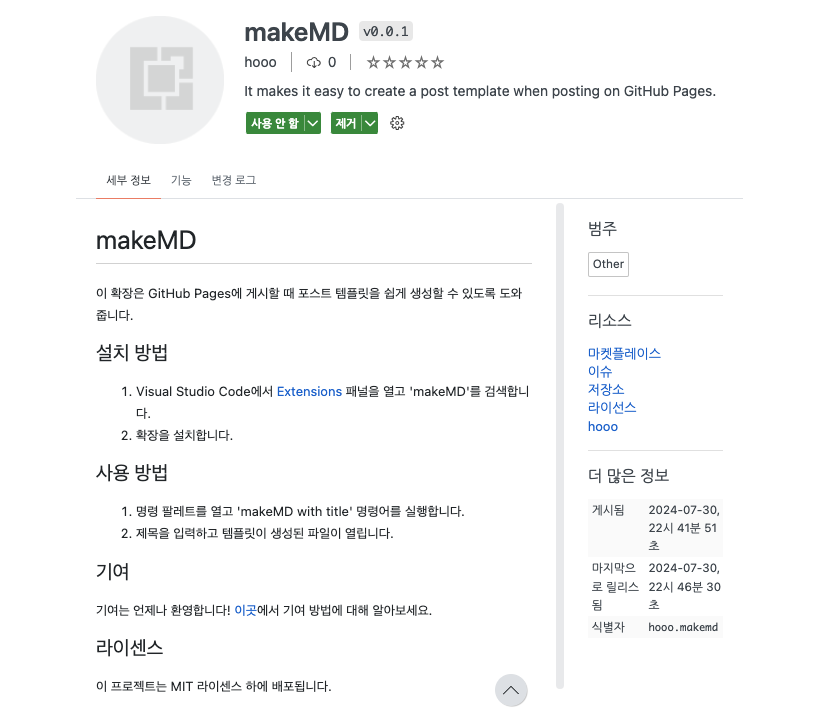 makeMD v0.0.1
hooo 0
It makes it easy to create a post template when posting on GitHub Pages.
사용 안 함 제거
세부 정보 기능 변경 로그
makeMD
이 확장은 GitHub Pages에 게시할 때 포스트 템플릿을 쉽게 생성할 수 있도록 도와
줍니다.
설치 방법
1. Visual Studio Code에서 Extensions 패널을 열고 'makeMD'를 검색합니
다.
2. 확장을 설치합니다.
사용 방법
1. 명령 팔레트를 열고 'makeMD with title' 명령어를 실행합니다.
2. 제목을 입력하고 템플릿이 생성된 파일이 열립니다.
기여
기여는 언제나 환영합니다! 이곳에서 기여 방법에 대해 알아보세요.
라이센스
이 프로젝트는 MIT 라이센스 하에 배포됩니다.
범주
Other
리소스
마켓플레이스
이슈
저장소
라이선스
hooo
더 많은 정보
게시됨 2024-07-30,
22시 41분 51
초
마지막으 2024-07-30,
로 릴리스 22시 46분 30
됨 초
식별자 hooo.makemd